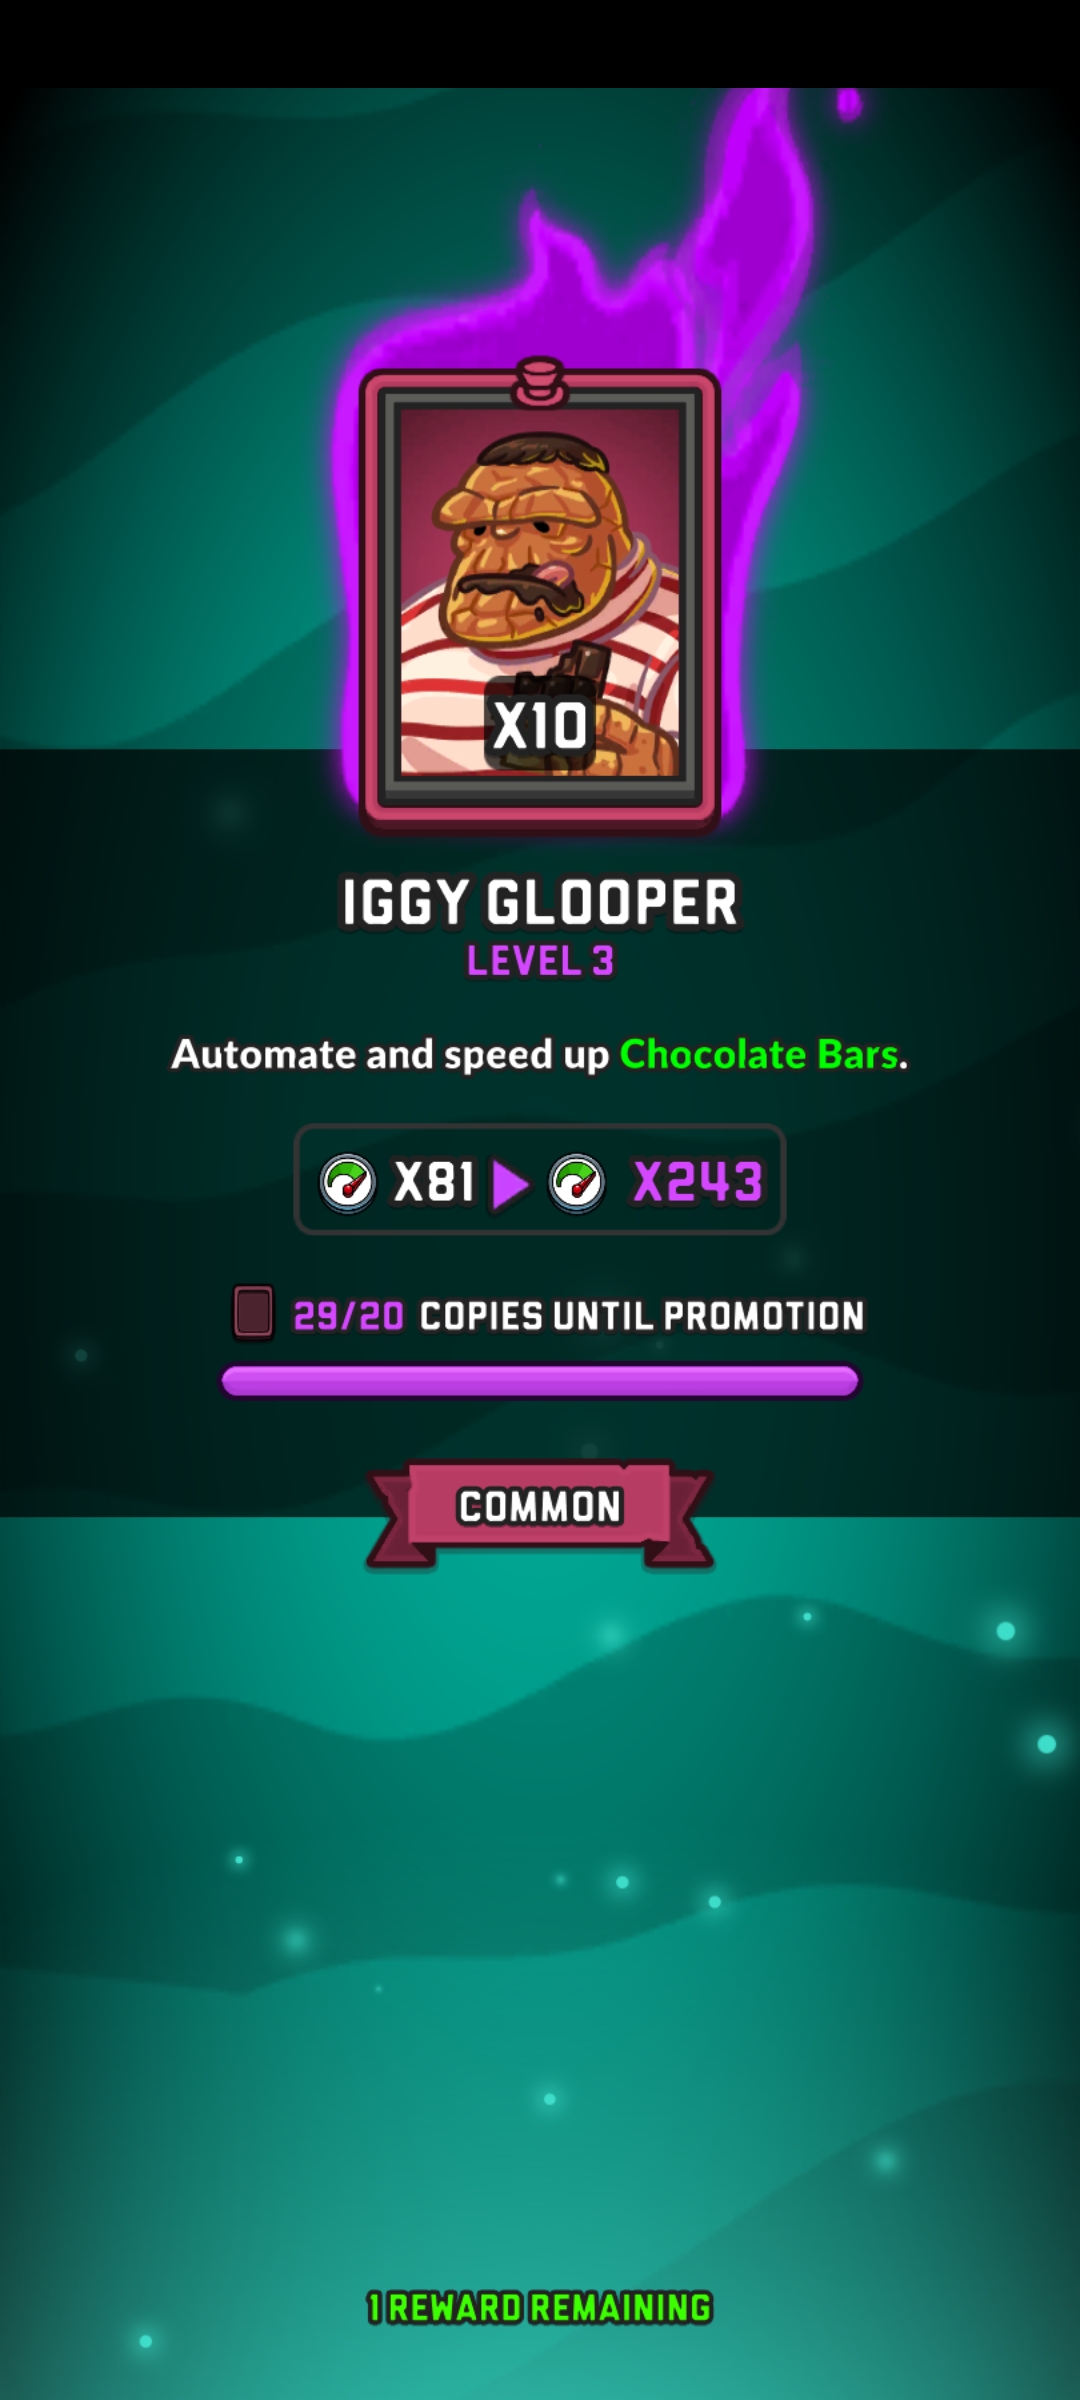 X10
IGGY GLOOPER
LEVEL 3
Automate and speed up Chocolate Bars.
X81 X243
29/20 COPIES UNTIL PROMOTION
COMMON
1 REWARD REMAINING